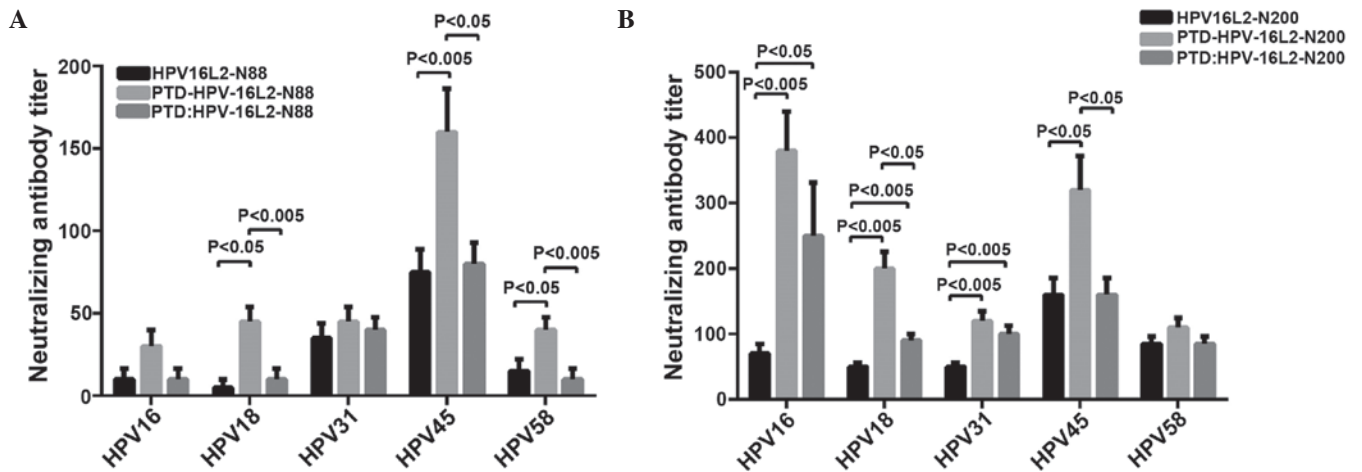 A
Neutralizing antibody titer
200
150
100
50
0
HPV16L2-N88
PTD-HPV-16L2-N88
PTD:HPV-16L2-N88
P<0.05
P<0.005
P<0.005
P<0.05
P<0.005
P<0.05
HPV16
HPV18
HPV31
HPV45
HPV58
B
HPV16L2-N200
PTD-HPV-16L2-N200
PTD:HPV-16L2-N200
Neutralizing antibody titer
500
400
300
200
100
0
P<0.05
P<0.005
P<0.05
P<0.005
P<0.005
P<0.005
P<0.005
P<0.05
P<0.05
HPV16
HPV18
HPV31
HPV45
HPV58